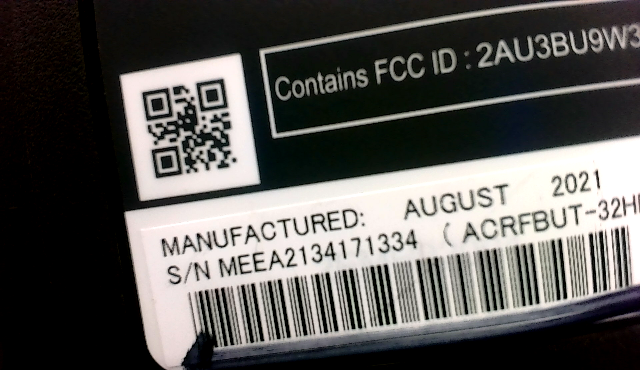 Contains FCC ID : 2AU3BU9W3
MANUFACTURED: AUGUST 2021
S/N MEEA2134171334 ( ACRFBUT-32H